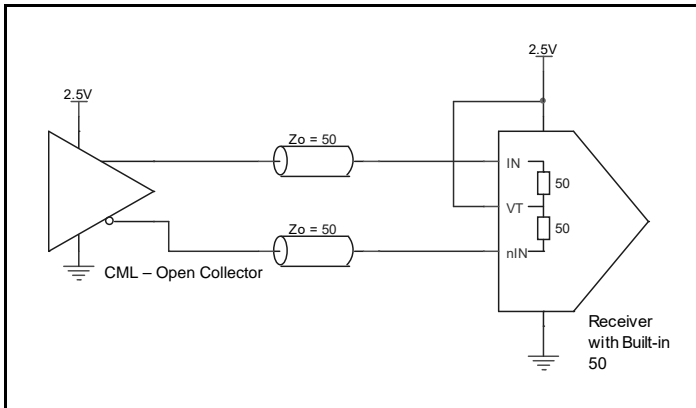 2.5V
2.5V
Zo = 50
IN
50
VT
50
Zo = 50
nIN
CML – Open Collector
Receiver
with Built-in
50